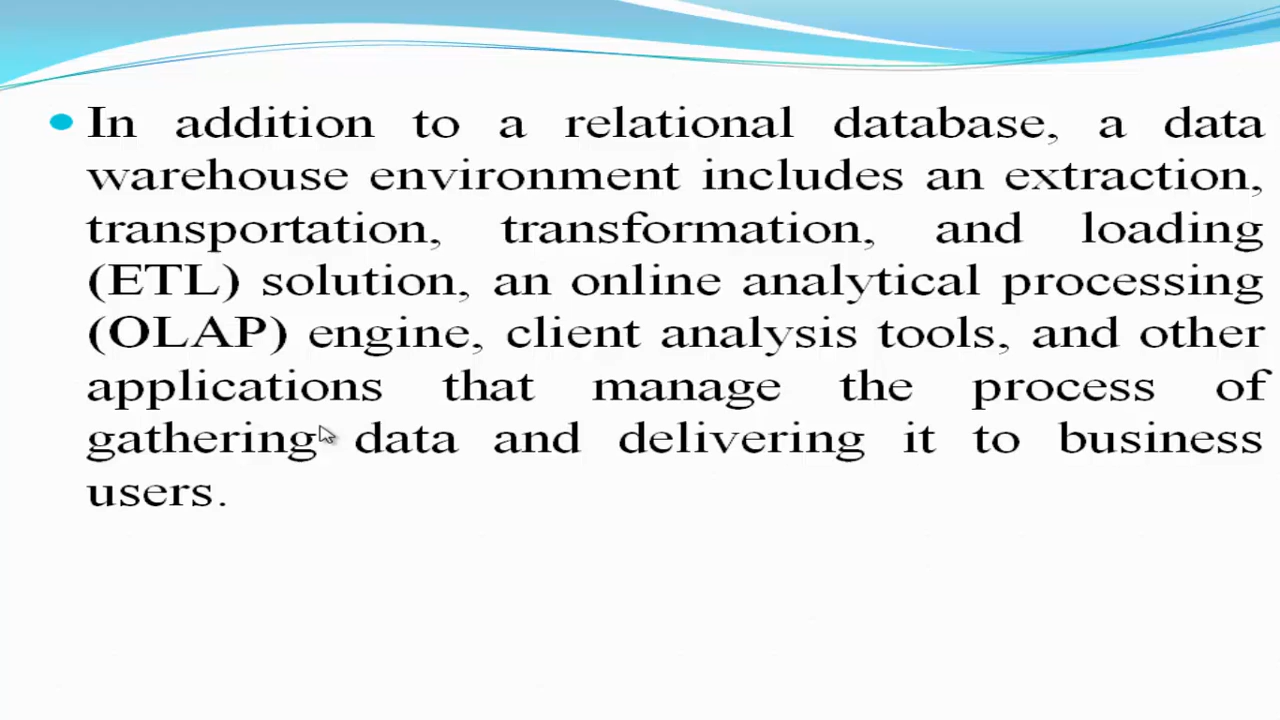 In addition to a relational database, a data
warehouse environment includes an extraction,
transportation, transformation, and loading
(ETL) solution, an online analytical processing
(OLAP) engine, client analysis tools, and other
applications that manage the process of
gathering data and delivering it to business
users.